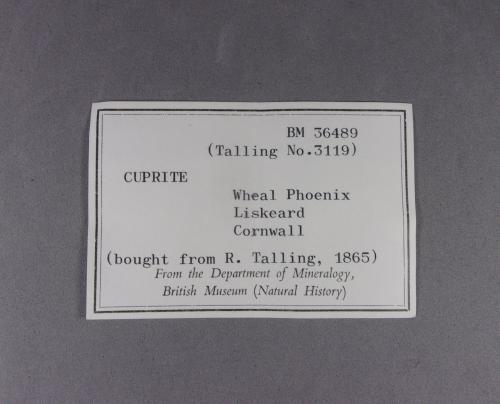 BM 36489
(Talling No.3119)
CUPRITE
Wheal Phoenix
Liskeard
Cornwall
(bought from R. Talling, 1865)
From the Department of Mineralogy,
British Museum (Natural History)